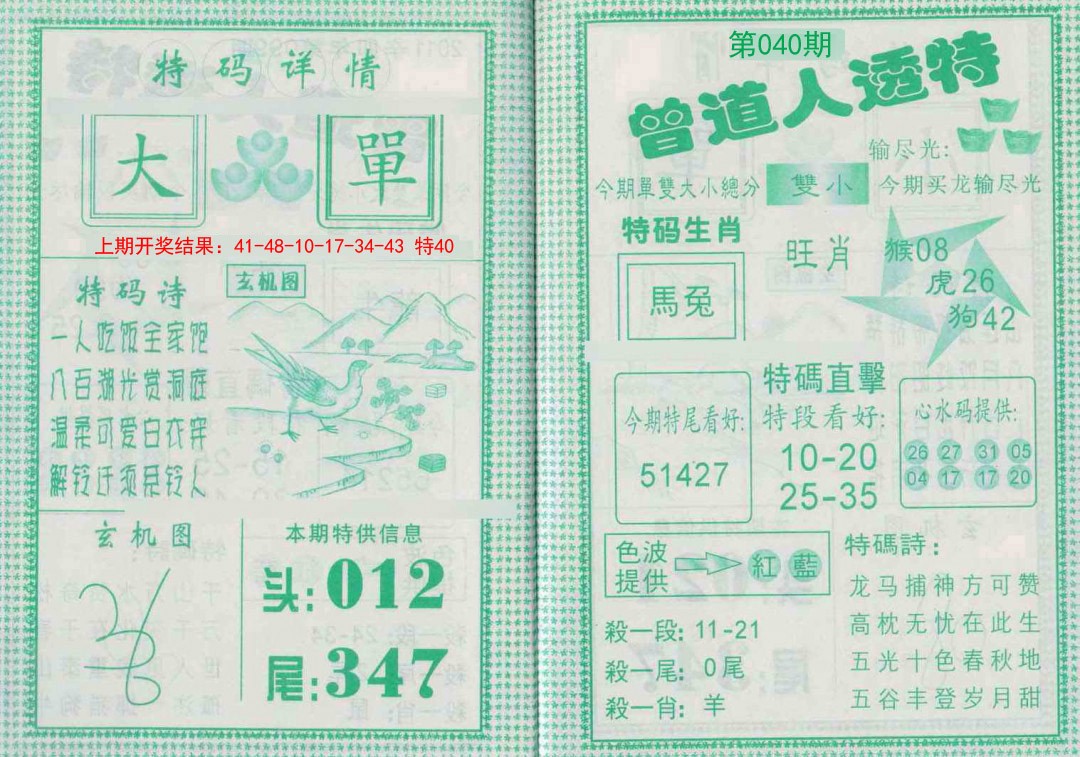 特码详情
大 單
上期开奖结果：41-48-10-17-34-43 特40
特码诗
一人吃饭全家饱
八百湖光赏洞庭
温柔可爱白衣穿
解铃还须系铃人
玄机图
玄机图
本期特供信息
头:012
尾:347
第040期
曾道人透特
输尽光:
今期單雙大小總分 雙小 今期买龙输尽光
特码生肖
馬兔
旺肖
猴08
虎26
狗42
今期特尾看好:
51427
特碼直擊
特段看好:
10-20
25-35
心水码提供:
26 27 31 05
04 17 17 20
色波提供 紅 藍
殺一段: 11-21
殺一尾: 0尾
殺一肖: 羊
特碼詩：
龙马捕神方可赞
高枕无忧在此生
五光十色春秋地
五谷丰登岁月甜